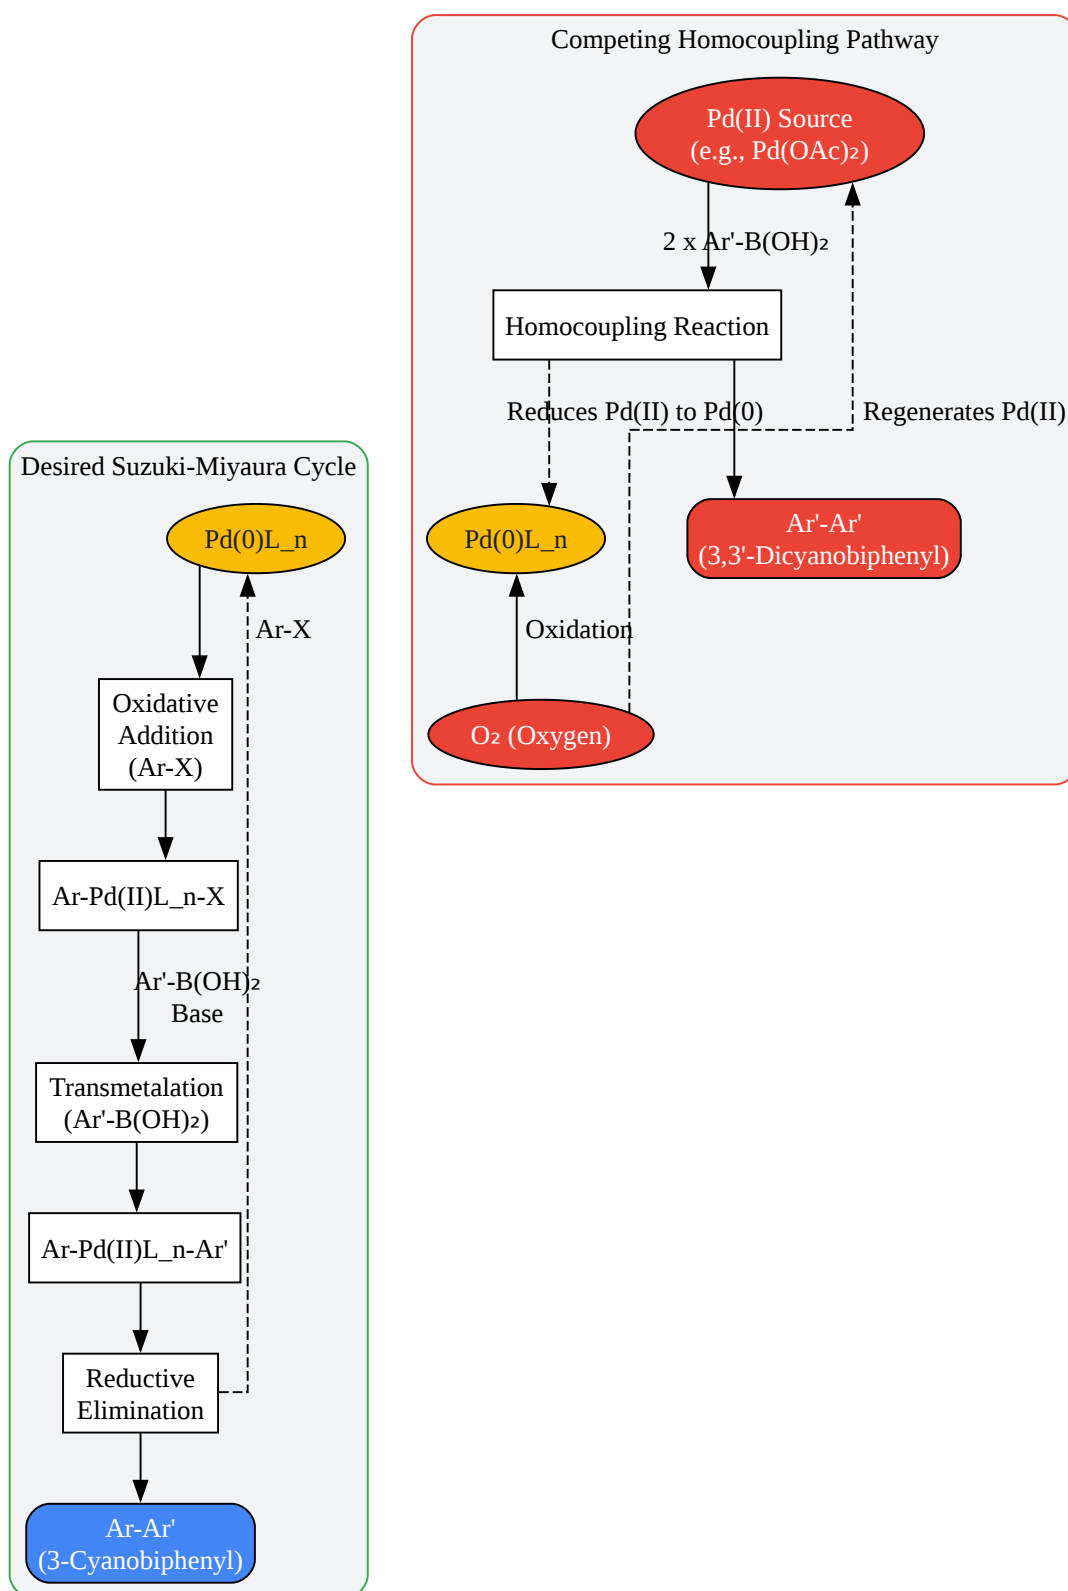 Competing Homocoupling Pathway
Pd(II) Source
(e.g., Pd(OAc)₂)
2 x Ar'-B(OH)₂
Homocoupling Reaction
Reduces Pd(II) to Pd(0)
Regenerates Pd(II)
Pd(0)L_n
Ar'-Ar'
(3,3'-Dicyanobiphenyl)
Oxidation
O₂ (Oxygen)
Desired Suzuki-Miyaura Cycle
Pd(0)L_n
Ar-X
Oxidative
Addition
(Ar-X)
Ar-Pd(II)L_n-X
Ar'-B(OH)₂
Base
Transmetalation
(Ar'-B(OH)₂)
Ar-Pd(II)L_n-Ar'
Reductive
Elimination
Ar-Ar'
(3-Cyanobiphenyl)